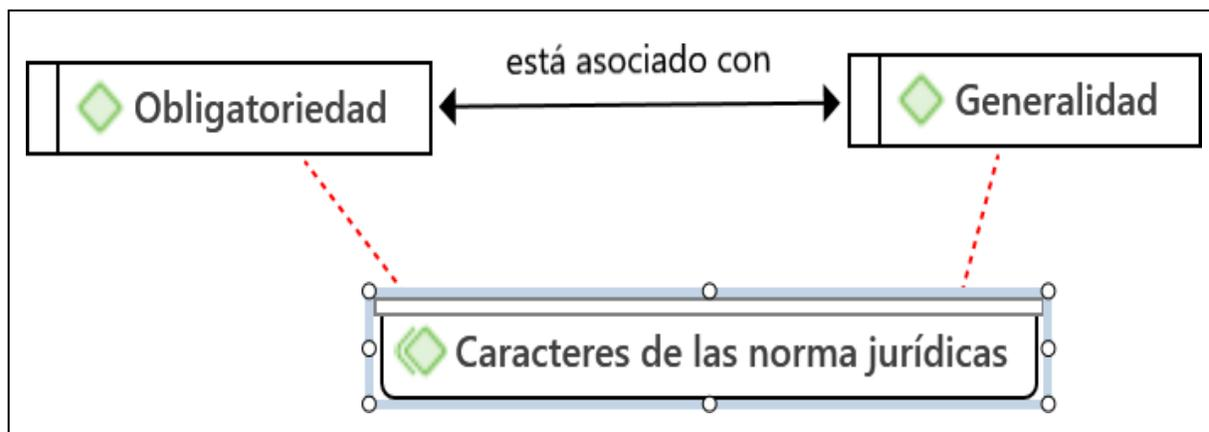 está asociado con
Obligatoriedad
Generalidad
Caracteres de las norma jurídicas